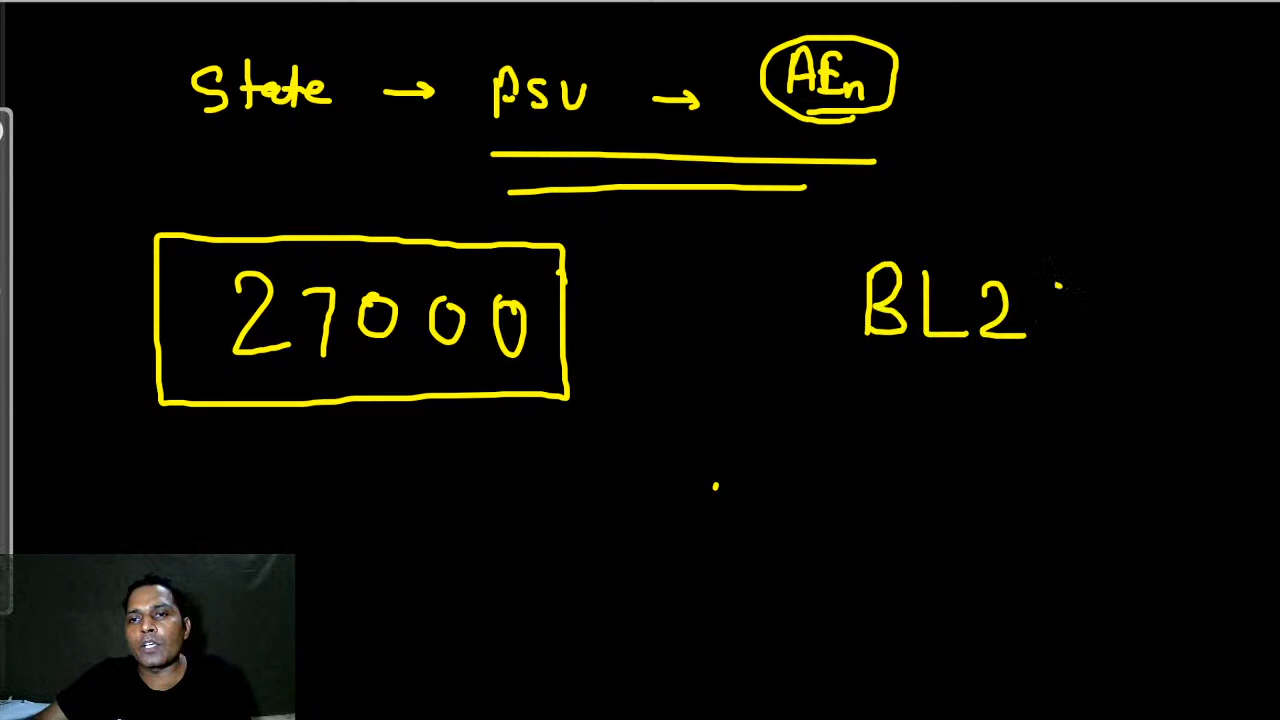 State → PSU → AEn
27000
BL2